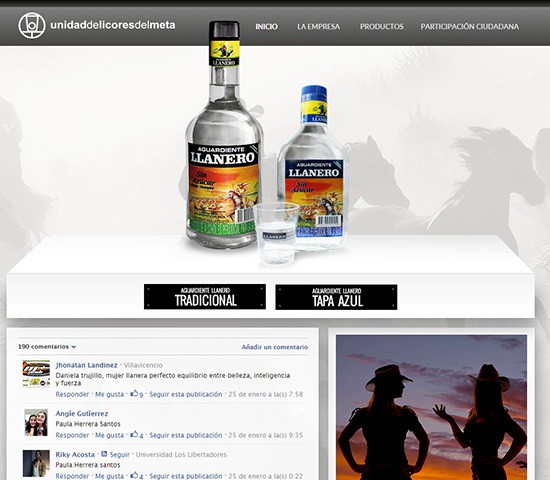 unidaddelicoresdelmeta
INICIO LA EMPRESA PRODUCTOS PARTICIPACIÓN CIUDADANA
LLANERO
AGUARDIENTE
LLANERO
Sin
Azúcar
AGUARDIENTE
LLANERO
Sin
Azúcar
LLANERO
AGUARDIENTE LLANERO
TRADICIONAL
AGUARDIENTE LLANERO
TAPA AZUL
190 comentarios
Añadir un comentario
Jhonatan Landinez · Villavicencio
Daniela trujillo, mujer llanera perfecto equilibrio entre belleza, inteligencia
y fuerza
Responder · Me gusta · 9 · Seguir esta publicación · 25 de enero a la(s) 7:58
Angie Gutierrez
Paula Herrera Santos
Responder · Me gusta · 4 · Seguir esta publicación · 25 de enero a la(s) 9:35
Riky Acosta · Seguir · Universidad Los Libertadores
Paula Herrera santos
Responder · Me gusta · 4 · Seguir esta publicación · 25 de enero a la(s) 0:22